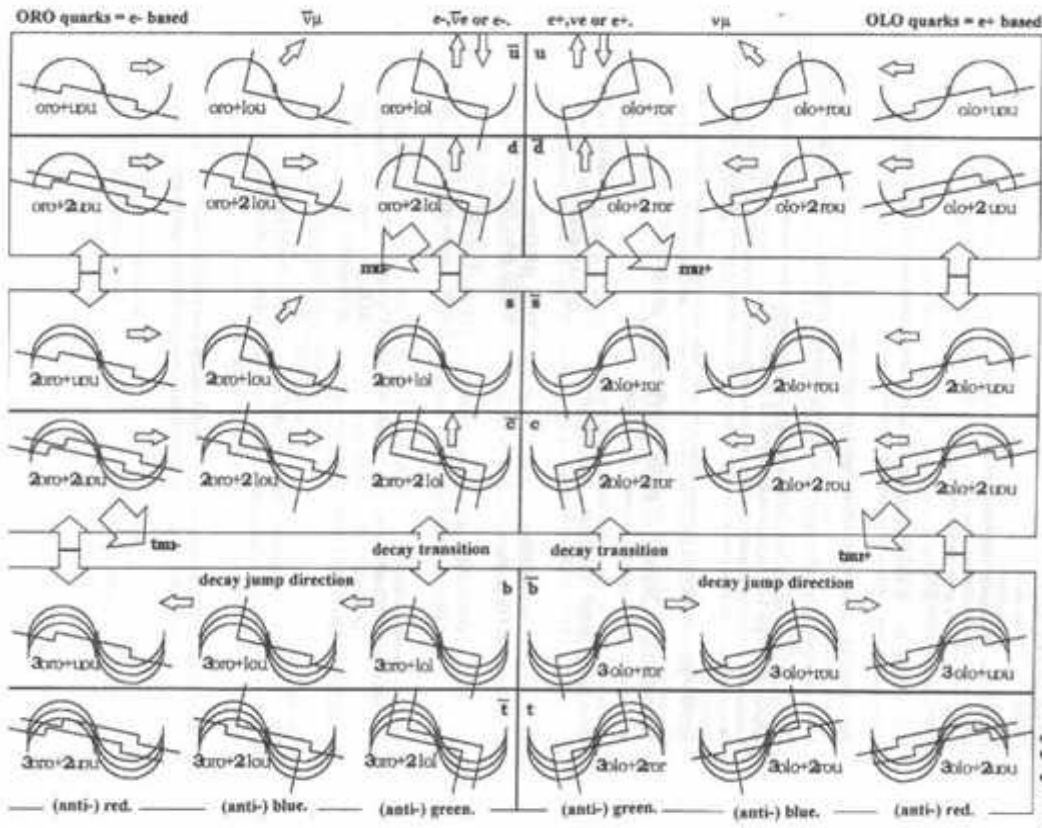 ORO quarks = e- based ν̅μ e-,ν̅e or e-. e+,νe or e+. νμ OLO quarks = e+ based
u̅ u
oro+upu oro+lou oro+lol olo+ror olo+rou olo+upu
d d̅
oro+2upu oro+2lou oro+2lol olo+2ror olo+2rou olo+2upu
s s̅
2oro+upu 2oro+lou 2oro+lol 2olo+ror 2olo+rou 2olo+upu
c̅ c
2oro+2upu 2oro+2lou 2oro+2lol 2olo+2ror 2olo+2rou 2olo+2upu
decay transition decay transition
decay jump direction b b̅ decay jump direction
3oro+upu 3oro+lou 3oro+lol 3olo+ror 3olo+rou 3olo+upu
t̅ t
3oro+2upu 3oro+2lou 3oro+2lol 3olo+2ror 3olo+2rou 3olo+2upu
(anti-) red. (anti-) blue. (anti-) green. (anti-) green. (anti-) blue. (anti-) red.